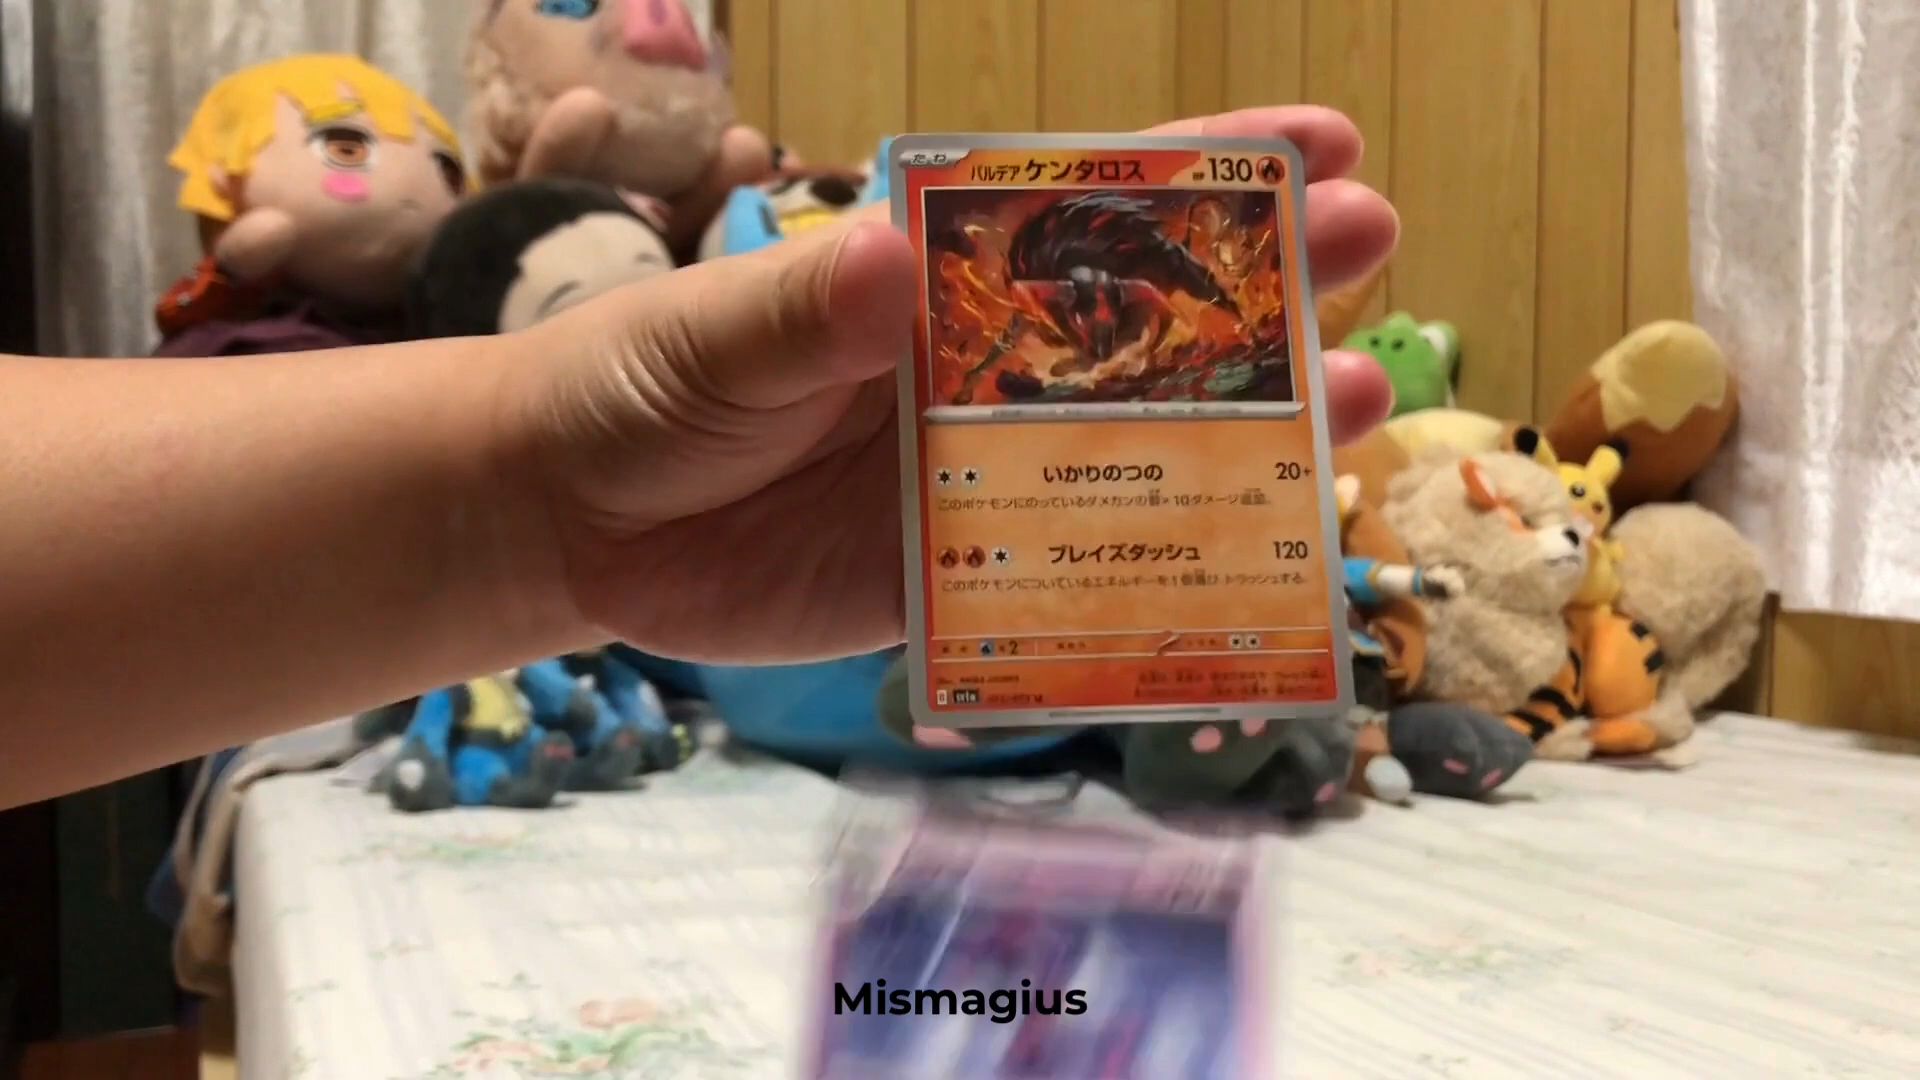 たね パルデア ケンタロス HP 130
いかりのつの 20+
このポケモンにのっているダメカンの数×10ダメージ追加。
ブレイズダッシュ 120
このポケモンについているエネルギーを1個選び、トラッシュする。
×2
sv1a
Mismagius